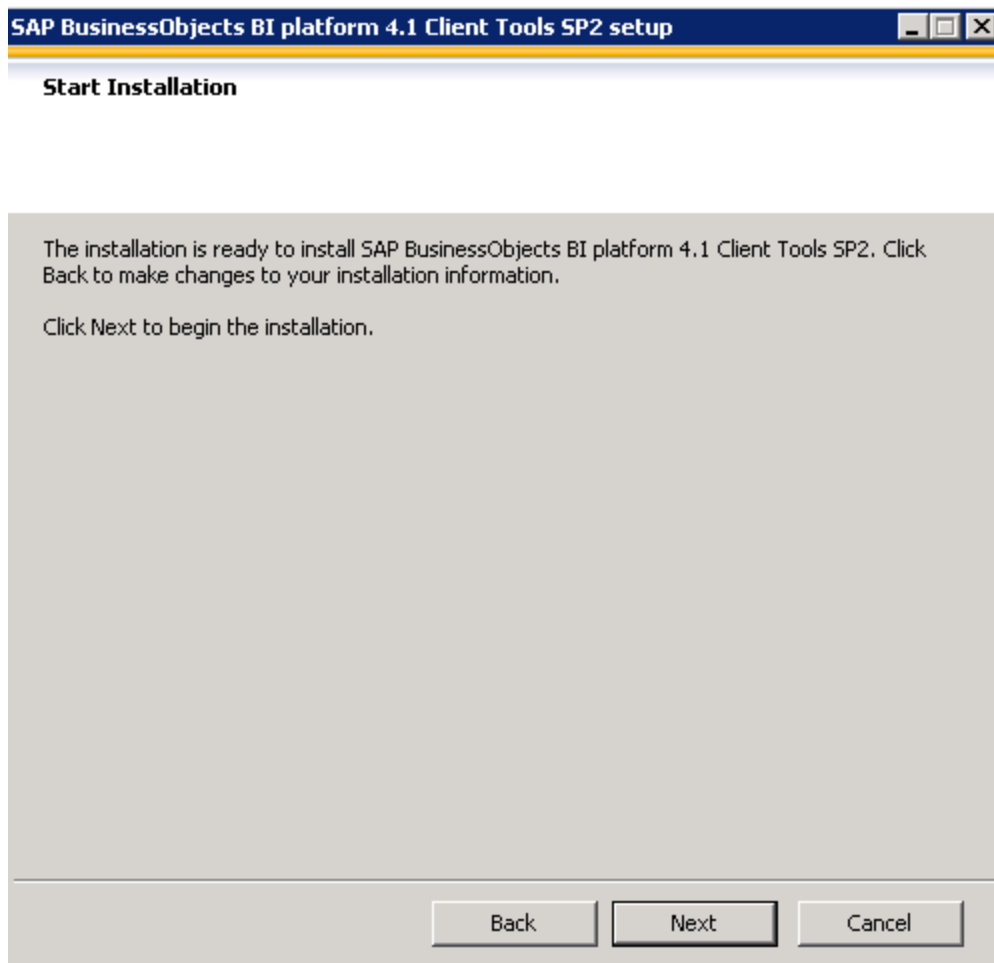 SAP BusinessObjects BI platform 4.1 Client Tools SP2 setup
Start Installation
The installation is ready to install SAP BusinessObjects BI platform 4.1 Client Tools SP2. Click
Back to make changes to your installation information.
Click Next to begin the installation.
Back
Next
Cancel